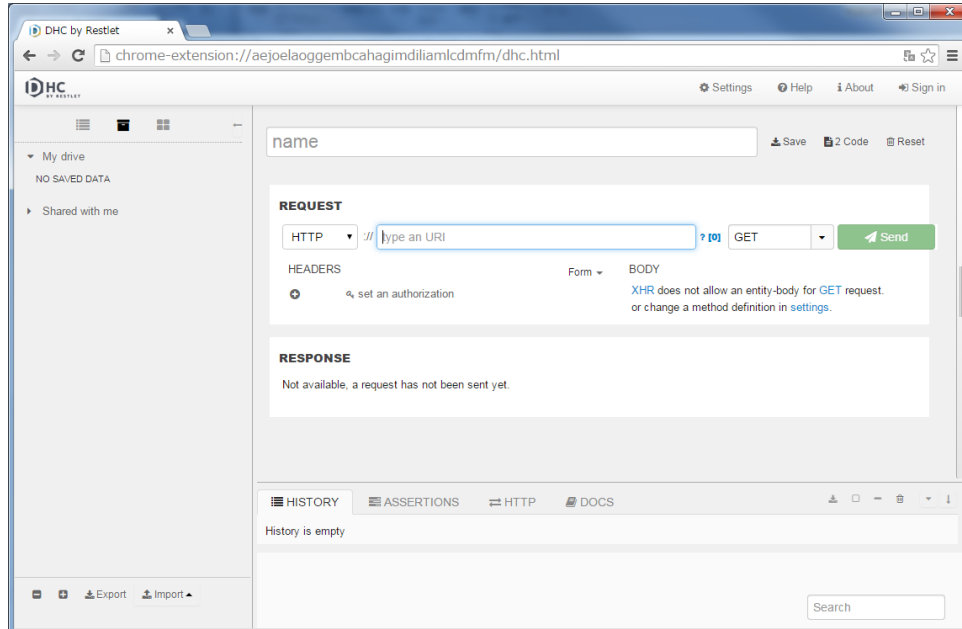 DHC by Restlet
chrome-extension://aejoelaoggembcahagimdiliamlcdmfm/dhc.html
DHC
BY RESTLET
Settings Help About Sign in
name
Save 2 Code Reset
My drive
NO SAVED DATA
Shared with me
REQUEST
HTTP :// type an URI ? [0] GET Send
HEADERS Form BODY
set an authorization
XHR does not allow an entity-body for GET request.
or change a method definition in settings.
RESPONSE
Not available, a request has not been sent yet.
HISTORY ASSERTIONS HTTP DOCS
History is empty
Export Import
Search